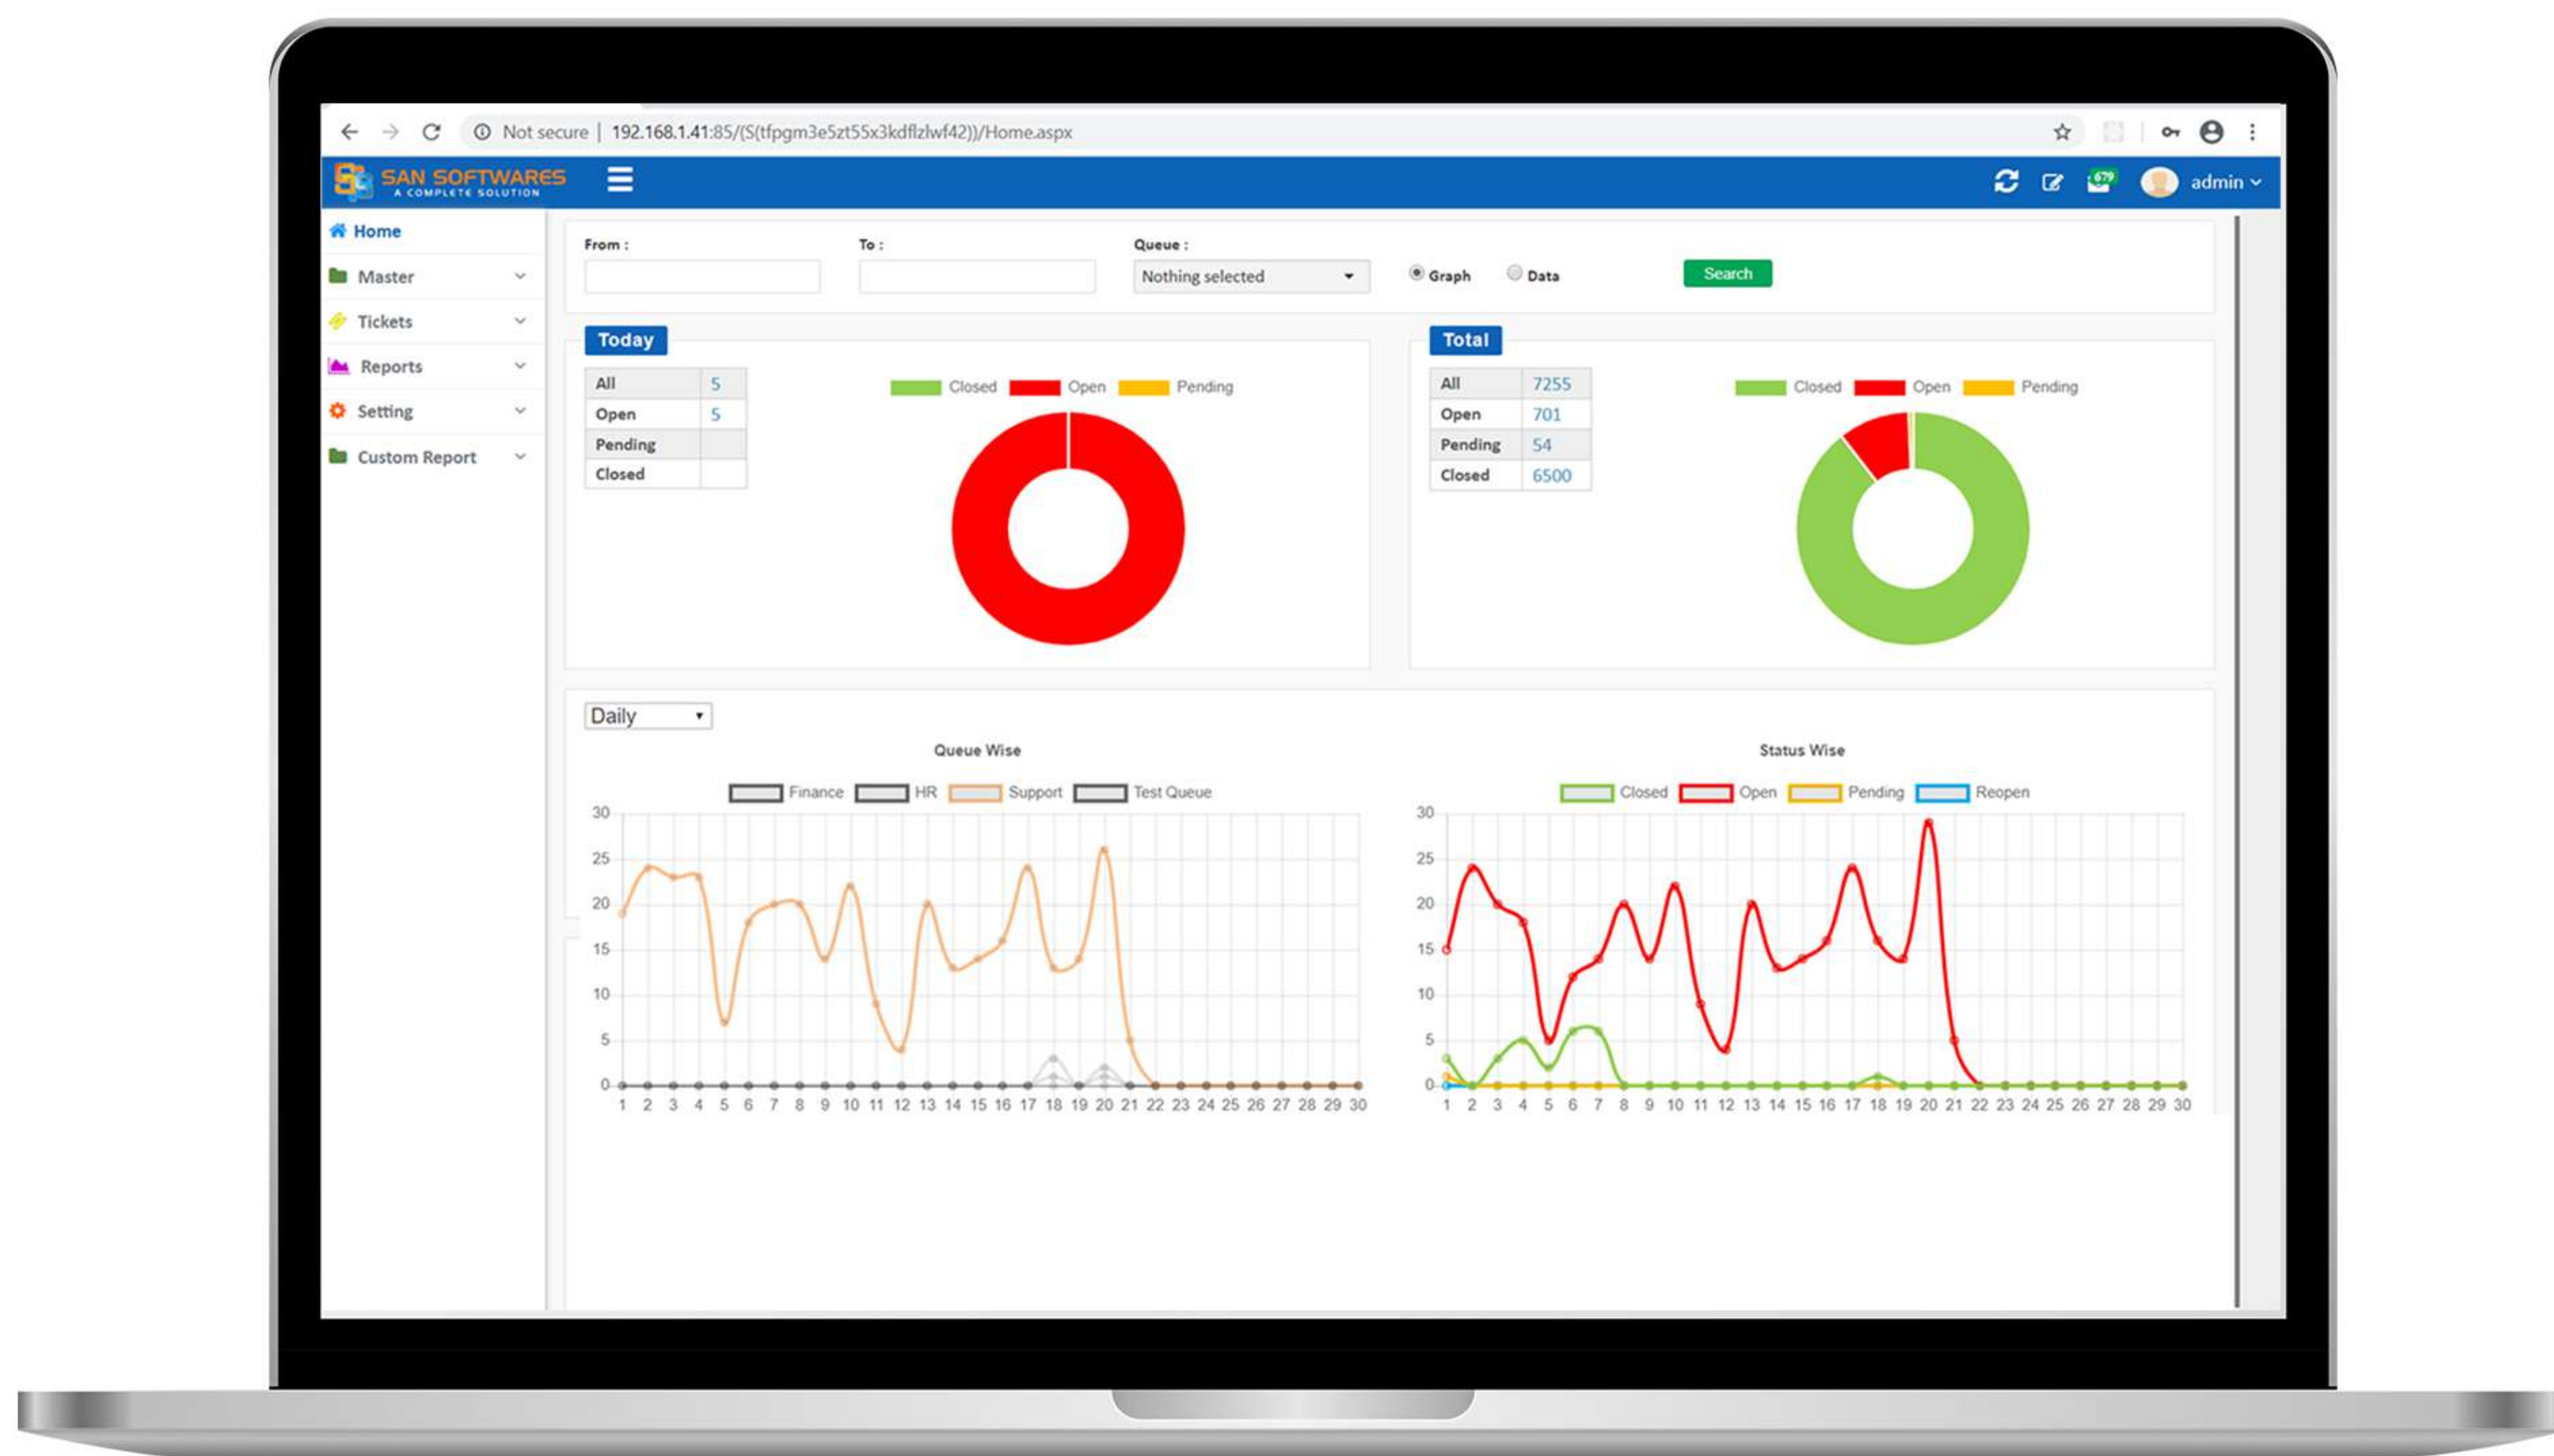 Not secure | 192.168.1.41:85/(S(tfpgm3e5zt55x3kdflzlwf42))/Home.aspx
SAN SOFTWARES
A COMPLETE SOLUTION
679
admin
Home
Master
Tickets
Reports
Setting
Custom Report
From :
To :
Queue :
Nothing selected
Graph
Data
Search
Today
All 5
Open 5
Pending
Closed
Closed Open Pending
Total
All 7255
Open 701
Pending 54
Closed 6500
Closed Open Pending
Daily
Queue Wise
Finance HR Support Test Queue
30
25
20
15
10
5
0
1 2 3 4 5 6 7 8 9 10 11 12 13 14 15 16 17 18 19 20 21 22 23 24 25 26 27 28 29 30
Status Wise
Closed Open Pending Reopen
30
25
20
15
10
5
0
1 2 3 4 5 6 7 8 9 10 11 12 13 14 15 16 17 18 19 20 21 22 23 24 25 26 27 28 29 30